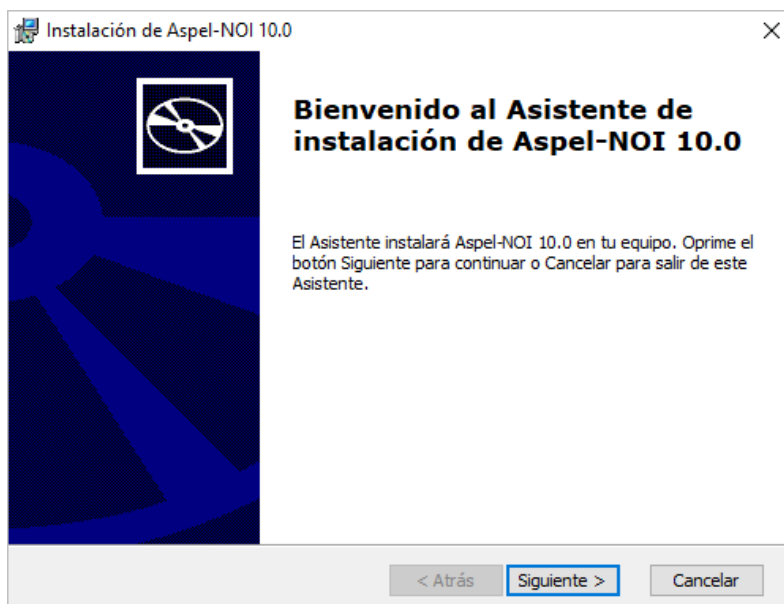 Instalación de Aspel-NOI 10.0
Bienvenido al Asistente de
instalación de Aspel-NOI 10.0
El Asistente instalará Aspel-NOI 10.0 en tu equipo. Oprime el
botón Siguiente para continuar o Cancelar para salir de este
Asistente.
< Atrás Siguiente > Cancelar